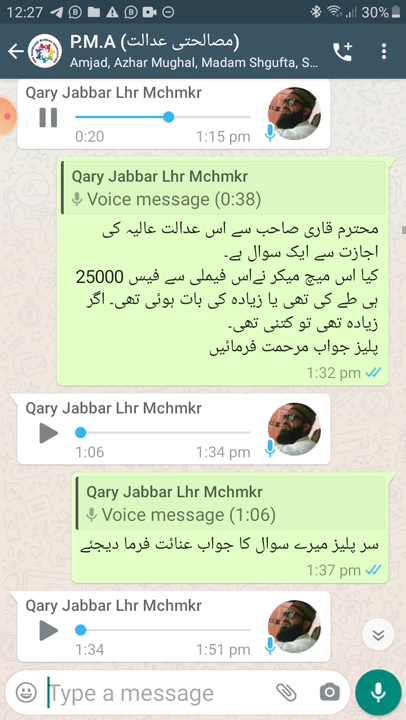 12:27
30%
P.M.A (مصالحتی عدالت)
Amjad, Azhar Mughal, Madam Shgufta, S...
Qary Jabbar Lhr Mchmkr
0:20
1:15 pm
Qary Jabbar Lhr Mchmkr
Voice message (0:38)
محترم قاری صاحب سے اس عدالت عالیہ کی
اجازت سے ایک سوال ہے۔
کیا اس میچ میکر نےاس فیملی سے فیس 25000
ہی طے کی تھی یا زیادہ کی بات ہوئی تھی۔ اگر
زیادہ تھی تو کتنی تھی۔
پلیز جواب مرحمت فرمائیں
1:32 pm
Qary Jabbar Lhr Mchmkr
1:06
1:34 pm
Qary Jabbar Lhr Mchmkr
Voice message (1:06)
سر پلیز میرے سوال کا جواب عنائت فرما دیجئے
1:37 pm
Qary Jabbar Lhr Mchmkr
1:34
1:51 pm
Type a message